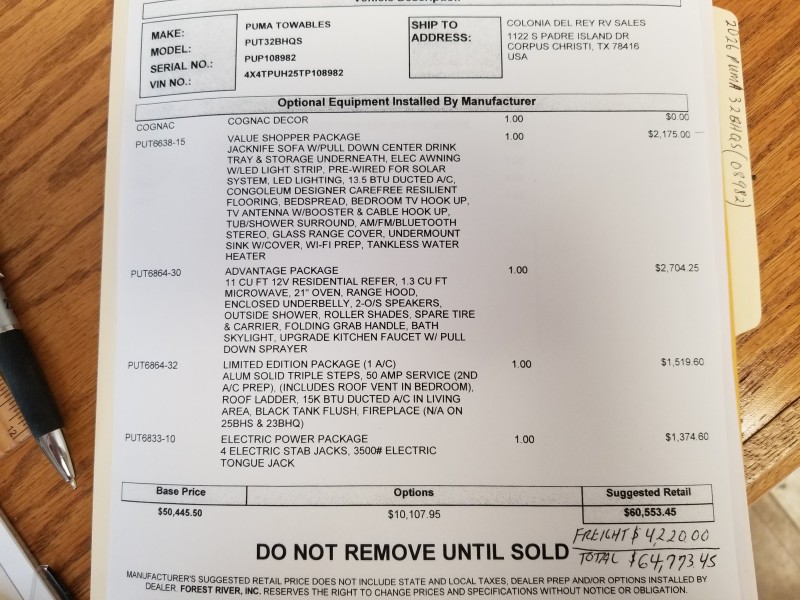 Vehicle Description
MAKE: PUMA TOWABLES
MODEL: PUT32BHQS
SERIAL NO.: PUP108982
VIN NO.: 4X4TPUH25TP108982
SHIP TO ADDRESS:
COLONIA DEL REY RV SALES
1122 S PADRE ISLAND DR
CORPUS CHRISTI, TX 78416
USA
Optional Equipment Installed By Manufacturer
COGNAC COGNAC DECOR 1.00 $0.00
PUT6638-15 VALUE SHOPPER PACKAGE 1.00 $2,175.00
JACKNIFE SOFA W/PULL DOWN CENTER DRINK
TRAY & STORAGE UNDERNEATH, ELEC AWNING
W/LED LIGHT STRIP, PRE-WIRED FOR SOLAR
SYSTEM, LED LIGHTING, 13.5 BTU DUCTED A/C,
CONGOLEUM DESIGNER CAREFREE RESILIENT
FLOORING, BEDSPREAD, BEDROOM TV HOOK UP,
TV ANTENNA W/BOOSTER & CABLE HOOK UP,
TUB/SHOWER SURROUND, AM/FM/BLUETOOTH
STEREO, GLASS RANGE COVER, UNDERMOUNT
SINK W/COVER, WI-FI PREP, TANKLESS WATER
HEATER
PUT6864-30 ADVANTAGE PACKAGE 1.00 $2,704.25
11 CU FT 12V RESIDENTIAL REFER, 1.3 CU FT
MICROWAVE, 21" OVEN, RANGE HOOD,
ENCLOSED UNDERBELLY, 2-O/S SPEAKERS,
OUTSIDE SHOWER, ROLLER SHADES, SPARE TIRE
& CARRIER, FOLDING GRAB HANDLE, BATH
SKYLIGHT, UPGRADE KITCHEN FAUCET W/ PULL
DOWN SPRAYER
PUT6864-32 LIMITED EDITION PACKAGE (1 A/C) 1.00 $1,519.60
ALUM SOLID TRIPLE STEPS, 50 AMP SERVICE (2ND
A/C PREP), (INCLUDES ROOF VENT IN BEDROOM),
ROOF LADDER, 15K BTU DUCTED A/C IN LIVING
AREA, BLACK TANK FLUSH, FIREPLACE (N/A ON
25BHS & 23BHQ)
PUT6833-10 ELECTRIC POWER PACKAGE 1.00 $1,374.60
4 ELECTRIC STAB JACKS, 3500# ELECTRIC
TONGUE JACK
Base Price Options Suggested Retail
$50,445.50 $10,107.95 $60,553.45
FREIGHT $ 4,220.00
DO NOT REMOVE UNTIL SOLD
TOTAL $64,773.45
MANUFACTURER'S SUGGESTED RETAIL PRICE DOES NOT INCLUDE STATE AND LOCAL TAXES, DEALER PREP AND/OR OPTIONS INSTALLED BY
DEALER. FOREST RIVER, INC. RESERVES THE RIGHT TO CHANGE PRICES AND SPECIFICATIONS WITHOUT NOTICE OR OBLIGATION.
2026 PUMA 32BHQS(08982)
12